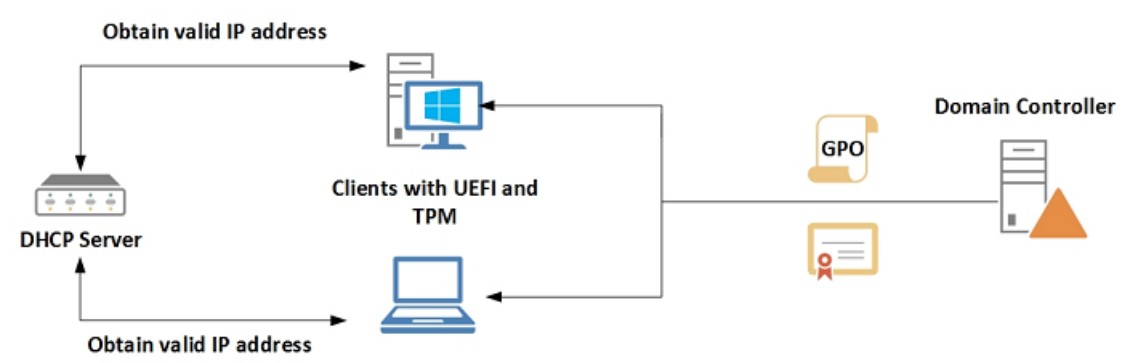 Obtain valid IP address
Domain Controller
GPO
Clients with UEFI and
TPM
DHCP Server
Obtain valid IP address